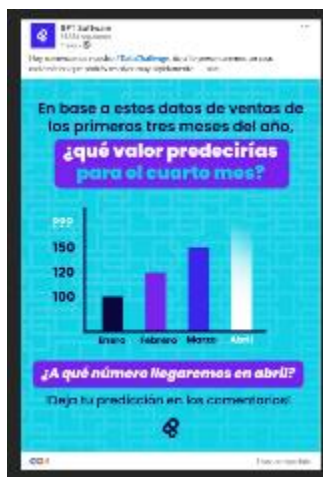 En base a estos datos de ventas de
los primeros tres meses del año,
¿qué valor predecirías
para el cuarto mes?
???
150
120
100
Enero Febrero Marzo Abril
¿A qué número llegaremos en abril?
¡Deja tu predicción en los comentarios!